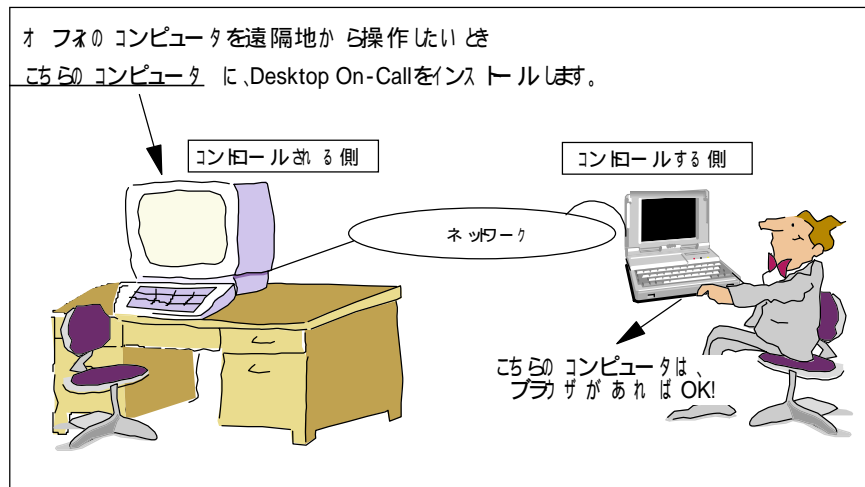 オフィスのコンピュータを遠隔地から操作したいとき
こちらのコンピュータ に、Desktop On-Callをインストールします。
コントロールされる側
コントロールする側
ネットワーク
こちらのコンピュータは、
ブラウザがあればOK!